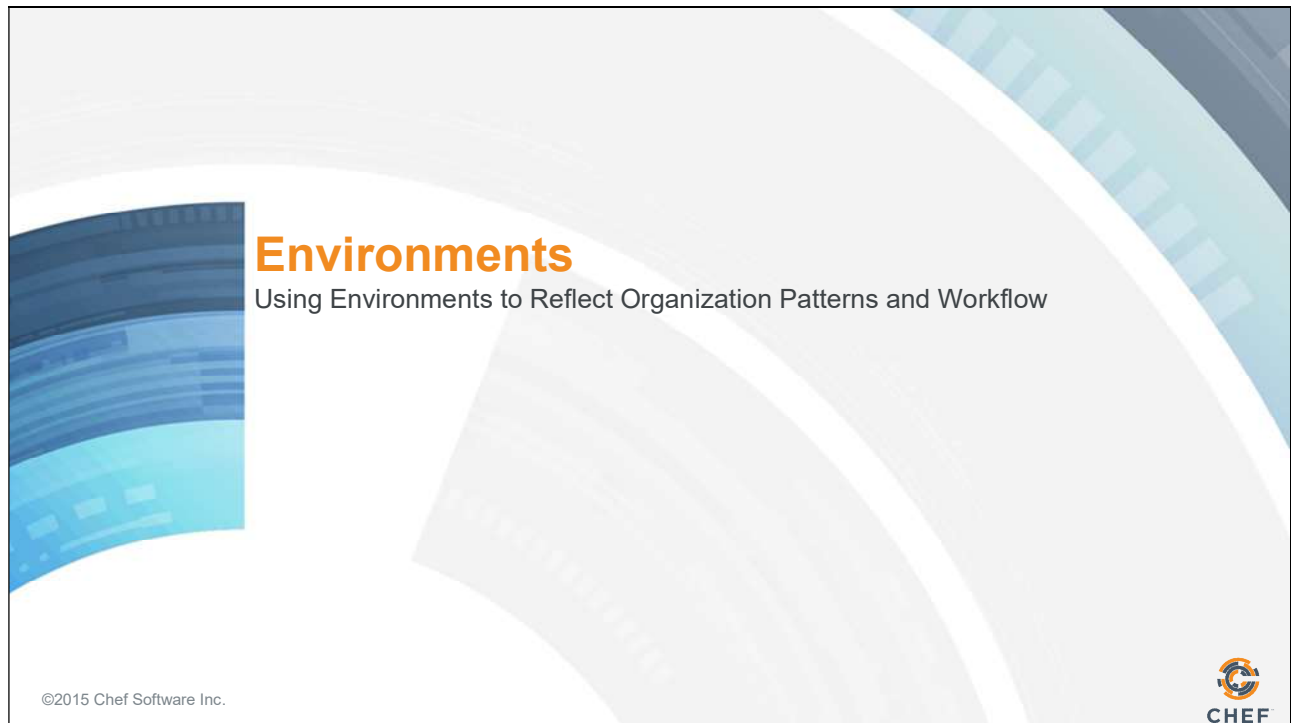 Environments
Using Environments to Reflect Organization Patterns and Workflow
©2015 Chef Software Inc.
CHEF